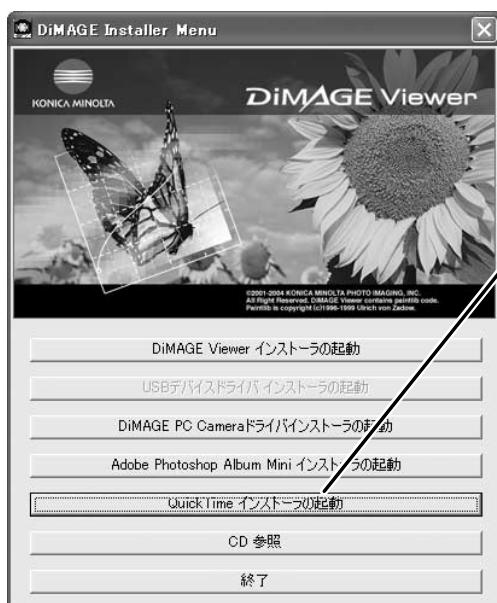 DiMAGE Installer Menu
KONICA MINOLTA
DiMAGE Viewer
©2001-2004 KONICA MINOLTA PHOTO IMAGING, INC.
All Right Reserved. DiMAGE Viewer contains paintlib code.
Paintlib is copyright (c)1996-1999 Ulrich von Zadow.
DiMAGE Viewer インストーラの起動
USBデバイスドライバ インストーラの起動
DiMAGE PC Cameraドライバインストーラの起動
Adobe Photoshop Album Mini インストーラの起動
QuickTime インストーラの起動
CD 参照
終了